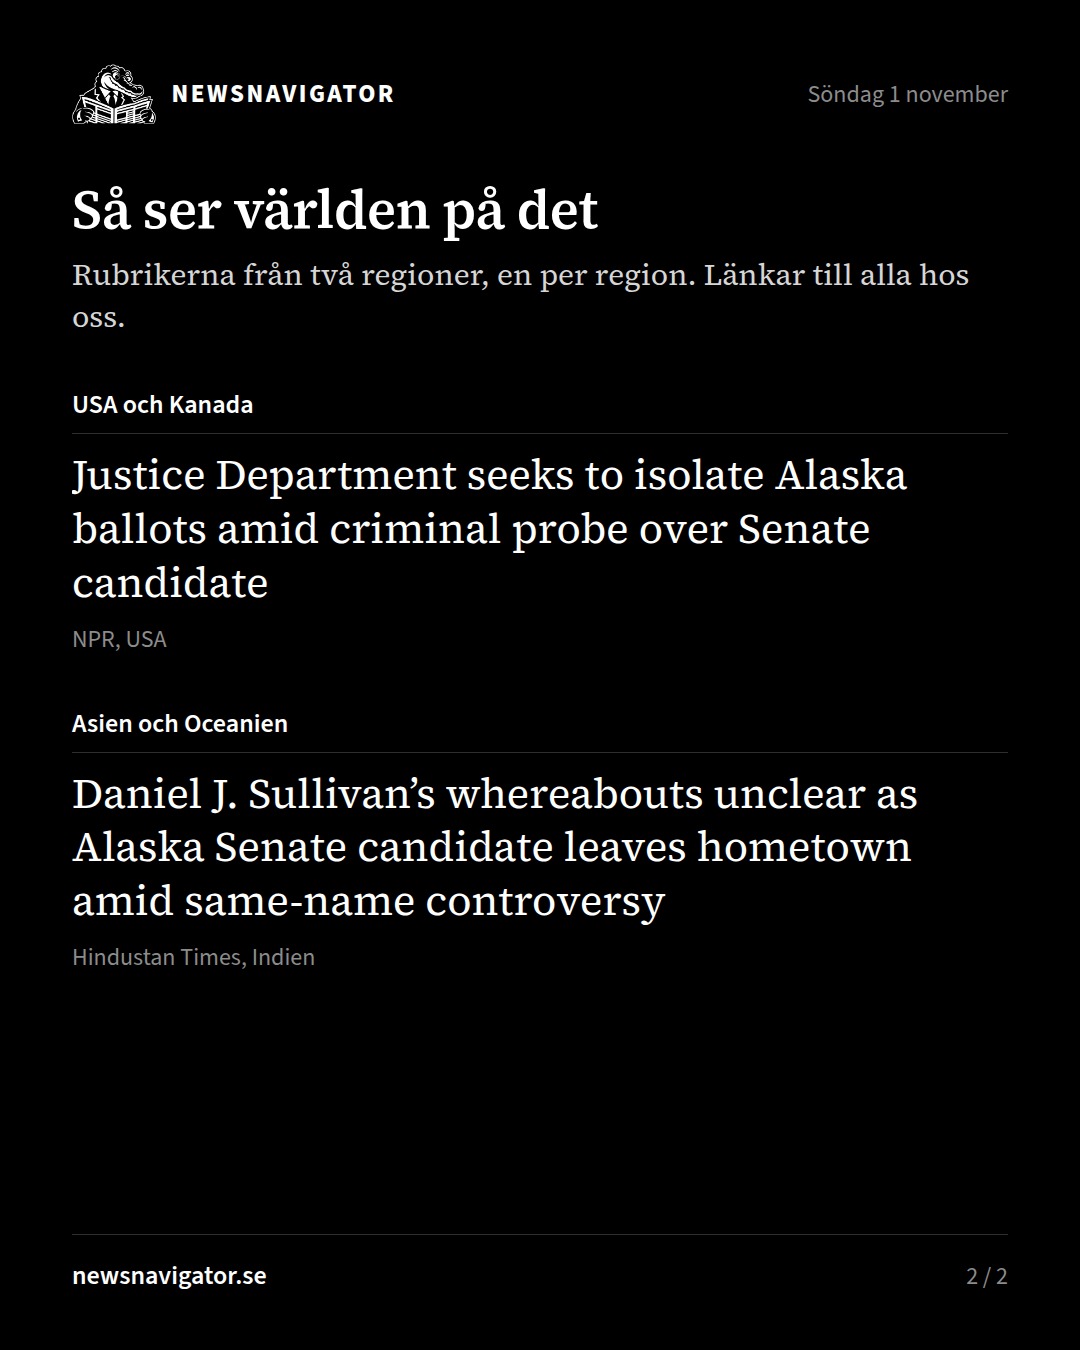 NEWSNAVIGATOR
Söndag 1 november
Så ser världen på det
Rubrikerna från två regioner, en per region. Länkar till alla hos
oss.
USA och Kanada
Justice Department seeks to isolate Alaska
ballots amid criminal probe over Senate
candidate
NPR, USA
Asien och Oceanien
Daniel J. Sullivan’s whereabouts unclear as
Alaska Senate candidate leaves hometown
amid same-name controversy
Hindustan Times, Indien
newsnavigator.se
2 / 2